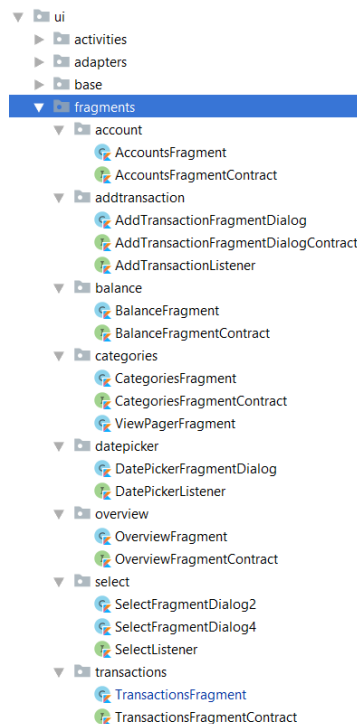 ui
activities
adapters
base
fragments
account
AccountsFragment
AccountsFragmentContract
addtransaction
AddTransactionFragmentDialog
AddTransactionFragmentDialogContract
AddTransactionListener
balance
BalanceFragment
BalanceFragmentContract
categories
CategoriesFragment
CategoriesFragmentContract
ViewPagerFragment
datepicker
DatePickerFragmentDialog
DatePickerListener
overview
OverviewFragment
OverviewFragmentContract
select
SelectFragmentDialog2
SelectFragmentDialog4
SelectListener
transactions
TransactionsFragment
TransactionsFragmentContract